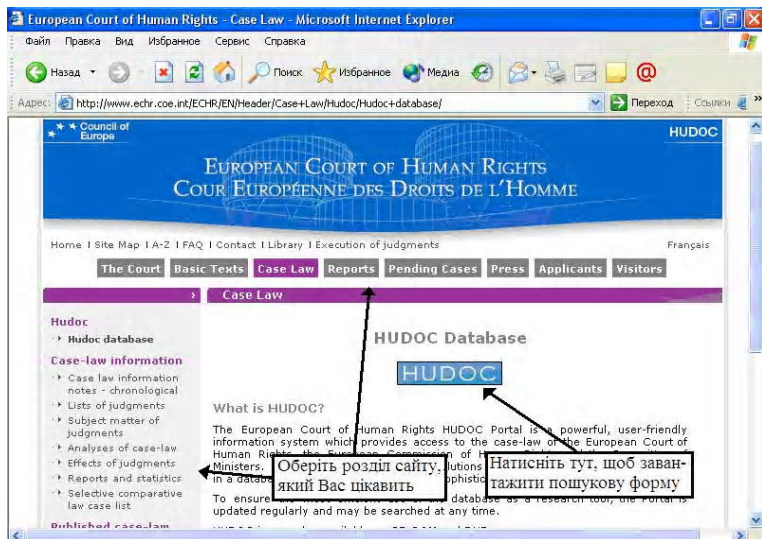 European Court of Human Rights - Case Law - Microsoft Internet Explorer
Файл Правка Вид Избранное Сервис Справка
Назад Поиск Избранное Медиа
Адрес: http://www.echr.coe.int/ECHR/EN/Header/Case+Law/Hudoc/Hudoc+database/ Переход Ссылки »
Council of
Europe
HUDOC
EUROPEAN COURT OF HUMAN RIGHTS
COUR EUROPÉENNE DES DROITS DE L'HOMME
Home | Site Map | A-Z | FAQ | Contact | Library | Execution of judgments Français
The Court Basic Texts Case Law Reports Pending Cases Press Applicants Visitors
Case Law
Hudoc
Hudoc database
Case-law information
Case law information
notes - chronological
Lists of judgments
Subject matter of
judgments
Analyses of case-law
Effects of judgments
Reports and statistics
Selective comparative
law case list
Published case-law
HUDOC Database
HUDOC
What is HUDOC?
The European Court of Human Rights HUDOC Portal is a powerful, user-friendly
information system which provides access to the case-law of the European Court of
Human Rights, the European Commission of
Ministers.
in a
To ensure
updated regularly and may be searched at any time.
Оберіть розділ сайту,
який Вас цікавить
Натисніть тут, щоб заван-
тажити пошукову форму